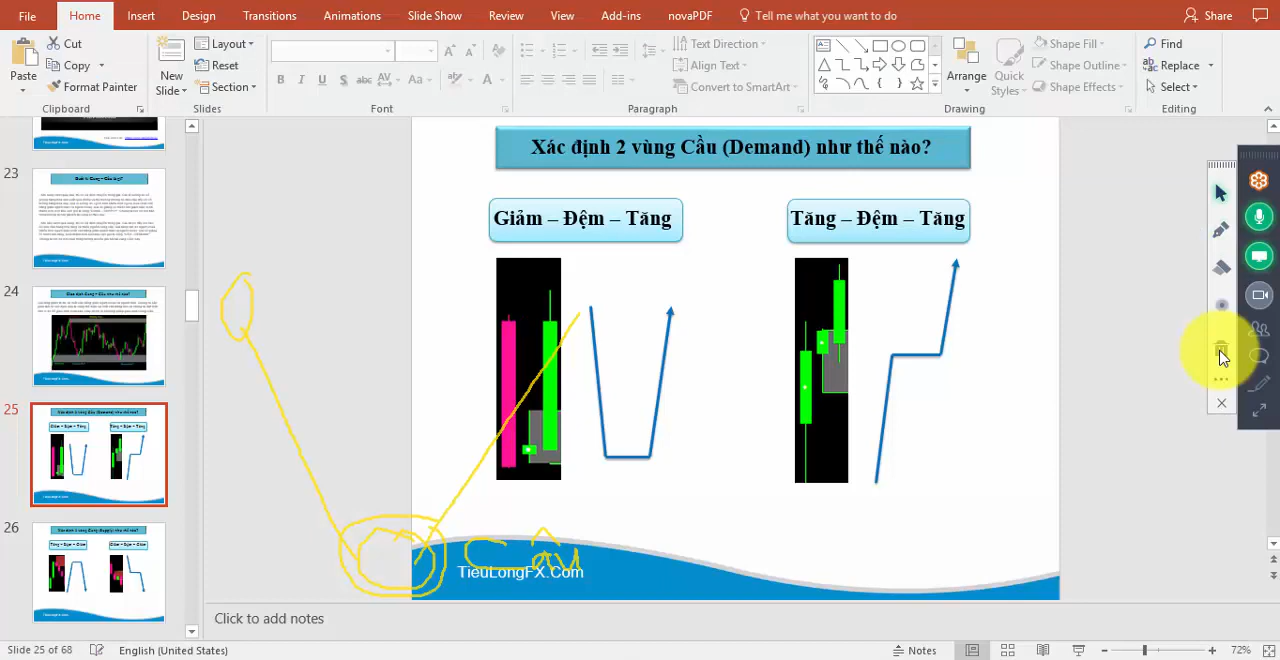 File Home Insert Design Transitions Animations Slide Show Review View Add-ins novaPDF Tell me what you want to do Share
Paste
Cut
Copy
Format Painter
Clipboard
New
Slide
Layout
Reset
Section
Slides
B I U S abc AV Aa A
Font
Text Direction
Align Text
Convert to SmartArt
Paragraph
Arrange
Quick
Styles
Shape Fill
Shape Outline
Shape Effects
Drawing
Find
Replace
Select
Editing
23
24
25
26
Xác định 2 vùng Cầu (Demand) như thế nào?
Giảm – Đệm – Tăng
Tăng – Đệm – Tăng
Cầu
TieuLongFX.Com
Click to add notes
Slide 25 of 68 English (United States) Notes 72%